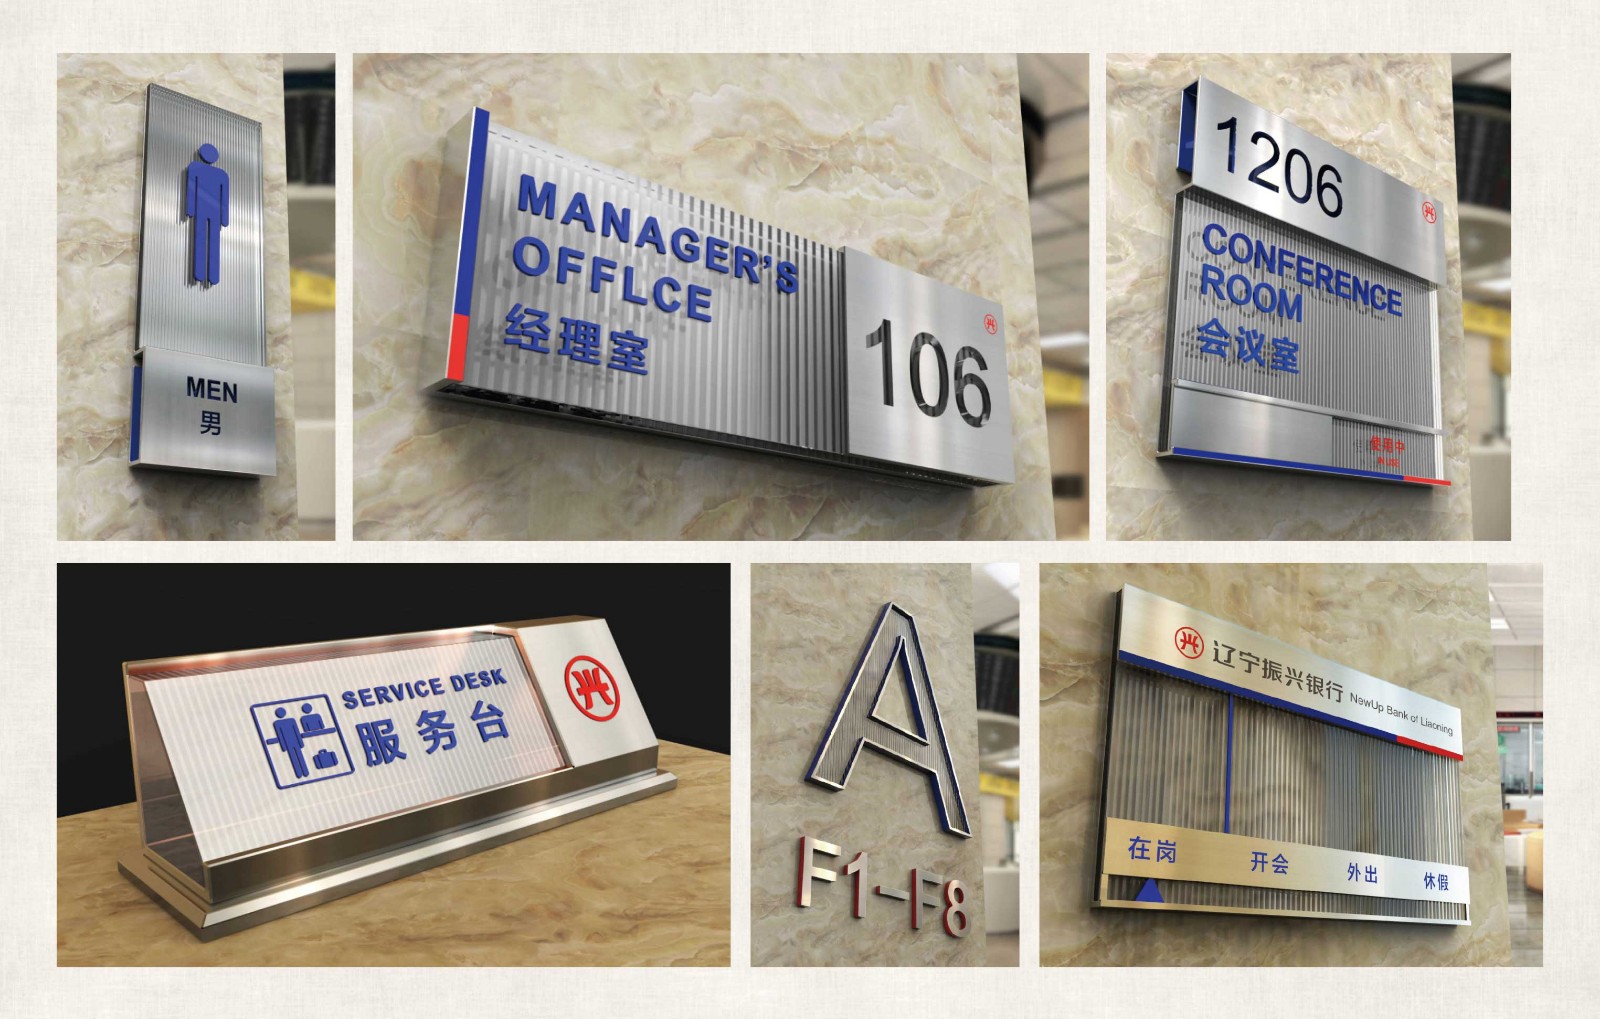 MEN
男
MANAGER'S
OFFLCE
经理室
106
1206
CONFERENCE
ROOM
会议室
使用中
SERVICE DESK
服务台
A
F1-F8
辽宁振兴银行 NewUp Bank of Liaoning
在岗 开会 外出 休假